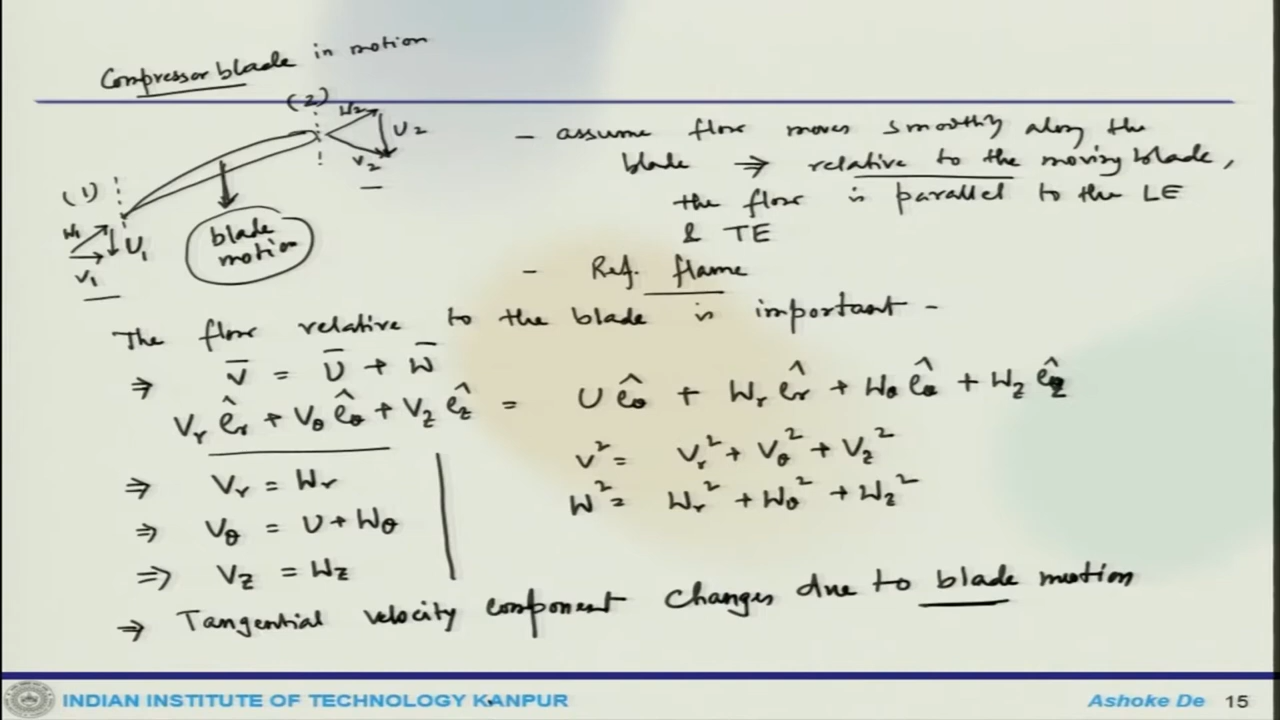 Compressor blade in motion
(2)
W2
U2
V2
(1)
W1
U1
V1
blade
motion
- assume flow moves smoothly along the
blade ⇒ relative to the moving blade,
the flow is parallel to the LE
& TE
- Ref. flame
The flow relative to the blade is important -
⇒ V̄ = Ū + W̄
Vr êr + Vθ êθ + Vz êz = U êθ + Wr êr + Wθ êθ + Wz êz
V² = Vr² + Vθ² + Vz²
W² = Wr² + Wθ² + Wz²
⇒ Vr = Wr
⇒ Vθ = U + Wθ
⇒ Vz = Wz
⇒ Tangential velocity component changes due to blade motion
INDIAN INSTITUTE OF TECHNOLOGY KANPUR
Ashoke De 15